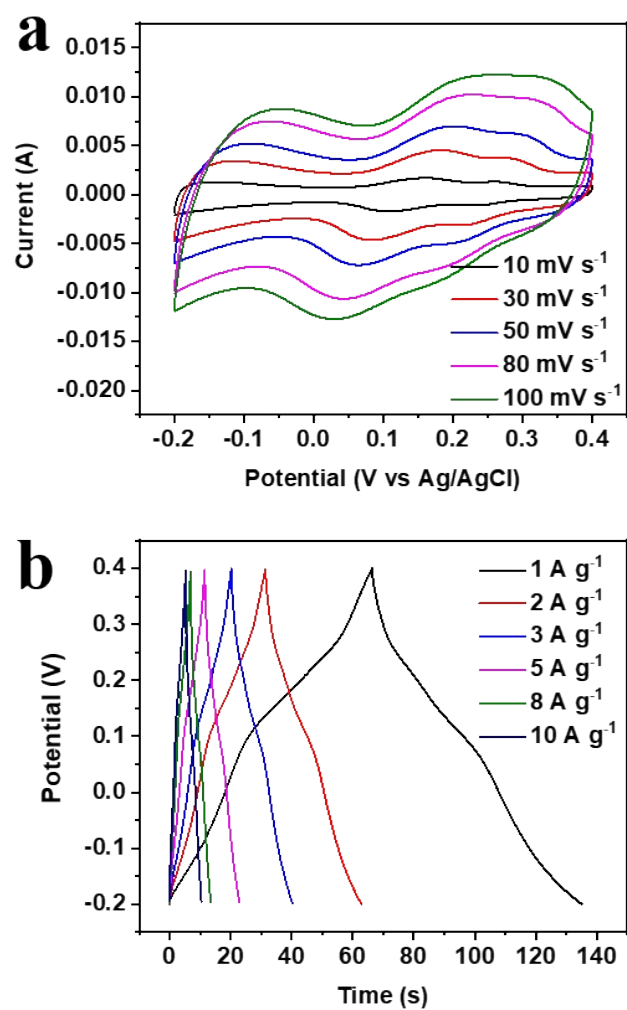 a
0.015
0.010
0.005
0.000
-0.005
-0.010
-0.015
-0.020
Current (A)
10 mV s⁻¹
30 mV s⁻¹
50 mV s⁻¹
80 mV s⁻¹
100 mV s⁻¹
-0.2 -0.1 0.0 0.1 0.2 0.3 0.4
Potential (V vs Ag/AgCl)
b
0.4
0.3
0.2
0.1
0.0
-0.1
-0.2
Potential (V)
1 A g⁻¹
2 A g⁻¹
3 A g⁻¹
5 A g⁻¹
8 A g⁻¹
10 A g⁻¹
0 20 40 60 80 100 120 140
Time (s)